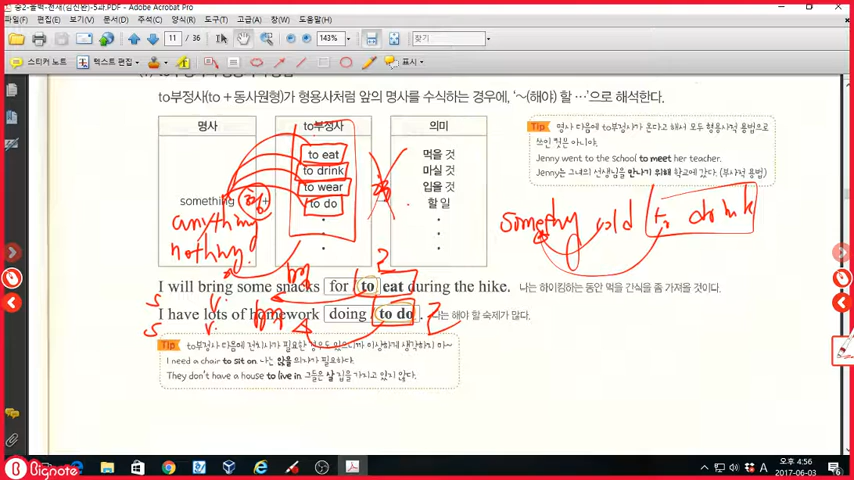 중2-플락-천재(김진완)-5과.PDF - Adobe Acrobat Pro
파일(F) 편집(E) 보기(V) 문서(D) 주석(C) 양식(R) 도구(T) 고급(A) 창(W) 도움말(H)
11 / 36 143% 찾기
스티커 노트 텍스트 편집 표시
to부정사(to + 동사원형)가 형용사처럼 앞의 명사를 수식하는 경우에, '~(해야) 할 …'으로 해석한다.
명사 to부정사 의미
to eat 먹을 것
to drink 마실 것
to wear 입을 것
something + to do 할 일
anything
nothing
Tip 명사 다음에 to부정사가 온다고 해서 모두 형용사적 용법으로
쓰인 것은 아니야.
Jenny went to the school to meet her teacher.
Jenny는 그녀의 선생님을 만나기 위해 학교에 갔다. (부사적 용법)
somethy cold to drink
2
I will bring some snacks for / to eat during the hike. 나는 하이킹하는 동안 먹을 간식을 좀 가져갈 것이다.
S V
I have lots of homework doing / to do . 나는 해야 할 숙제가 많다.
S V 2
Tip to부정사 다음에 전치사가 필요한 경우도 있으니까 이상하게 생각하지 마~
I need a chair to sit on 나는 앉을 의자가 필요하다.
They don't have a house to live in 그들은 살 집을 가지고 있지 않다.
Bignote
A 오후 4:56
2017-06-03